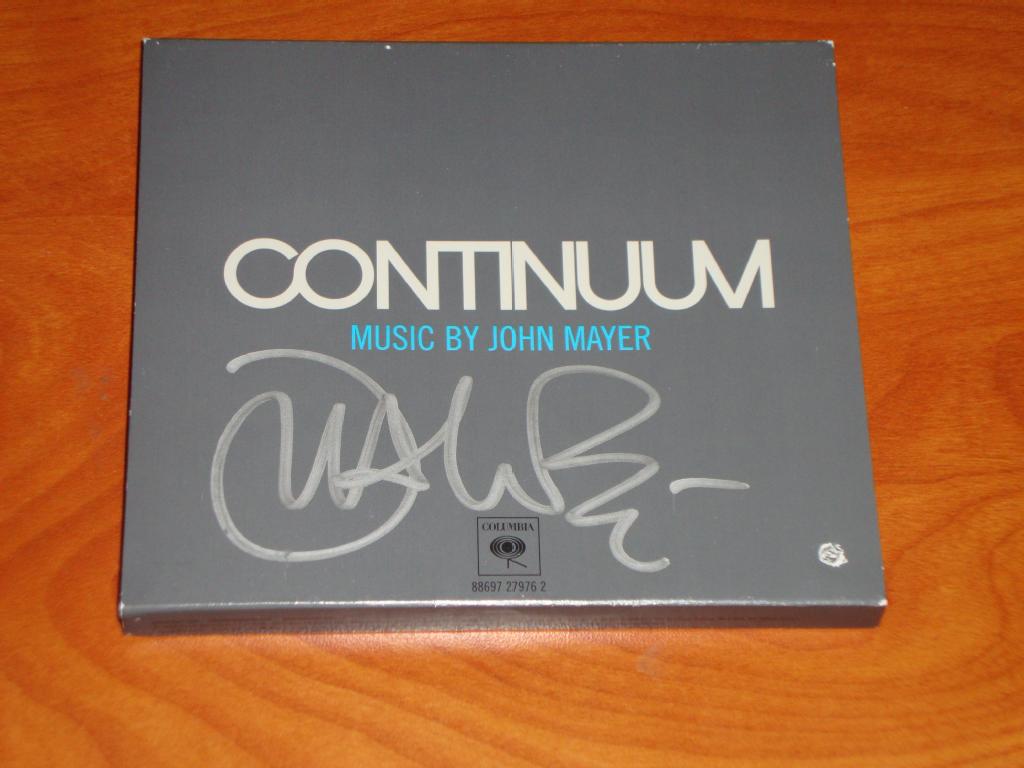 CONTINUUM
MUSIC BY JOHN MAYER
COLUMBIA
88697 27976 2